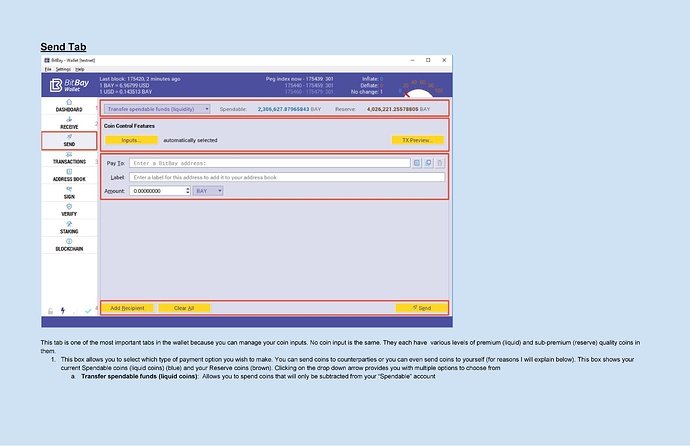 Send Tab
BitBay - Wallet [testnet]
File Settings Help
BitBay
Wallet
Last block: 175420, 2 minutes ago
1 BAY = 6.96799 USD
1 USD = 0.143513 BAY
Peg index now - 175439: 301
175440 - 175459: 301
175460 - 175479: 301
Inflate: 0
Deflate: 0
No change: 1
DASHBOARD
RECEIVE
SEND
TRANSACTIONS
ADDRESS BOOK
SIGN
VERIFY
STAKING
BLOCKCHAIN
1
Transfer spendable funds (liquidity)
Spendable: 2,306,627.87965843 BAY
Reserve: 4,026,221.25578805 BAY
2
Coin Control Features
Inputs... automatically selected TX Preview...
3
Pay To: Enter a BitBay address:
Label: Enter a label for this address to add it to your address book
Amount: 0.00000000 BAY
4
Add Recipient Clear All Send
This tab is one of the most important tabs in the wallet because you can manage your coin inputs. No coin input is the same. They each have various levels of premium (liquid) and sub-premium (reserve) quality coins in
them.
1. This box allows you to select which type of payment option you wish to make. You can send coins to counterparties or you can even send coins to yourself (for reasons I will explain below). This box shows your
current Spendable coins (liquid coins) (blue) and your Reserve coins (brown). Clicking on the drop down arrow provides you with multiple options to choose from
a. Transfer spendable funds (liquid coins): Allows you to spend coins that will only be subtracted from your "Spendable" account